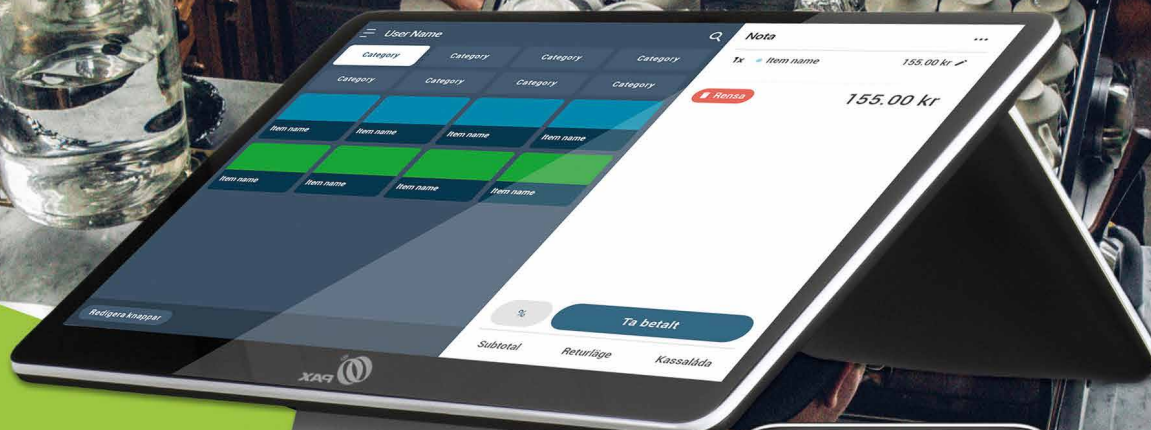 User Name
Category Category Category Category
Category Category Category Category
Item name Item name Item name Item name
Item name Item name Item name Item name
Redigera knappar
Nota ...
1x Item name 155.00 kr
Rensa 155.00 kr
% Ta betalt
Subtotal Returläge Kassalåda
PAX